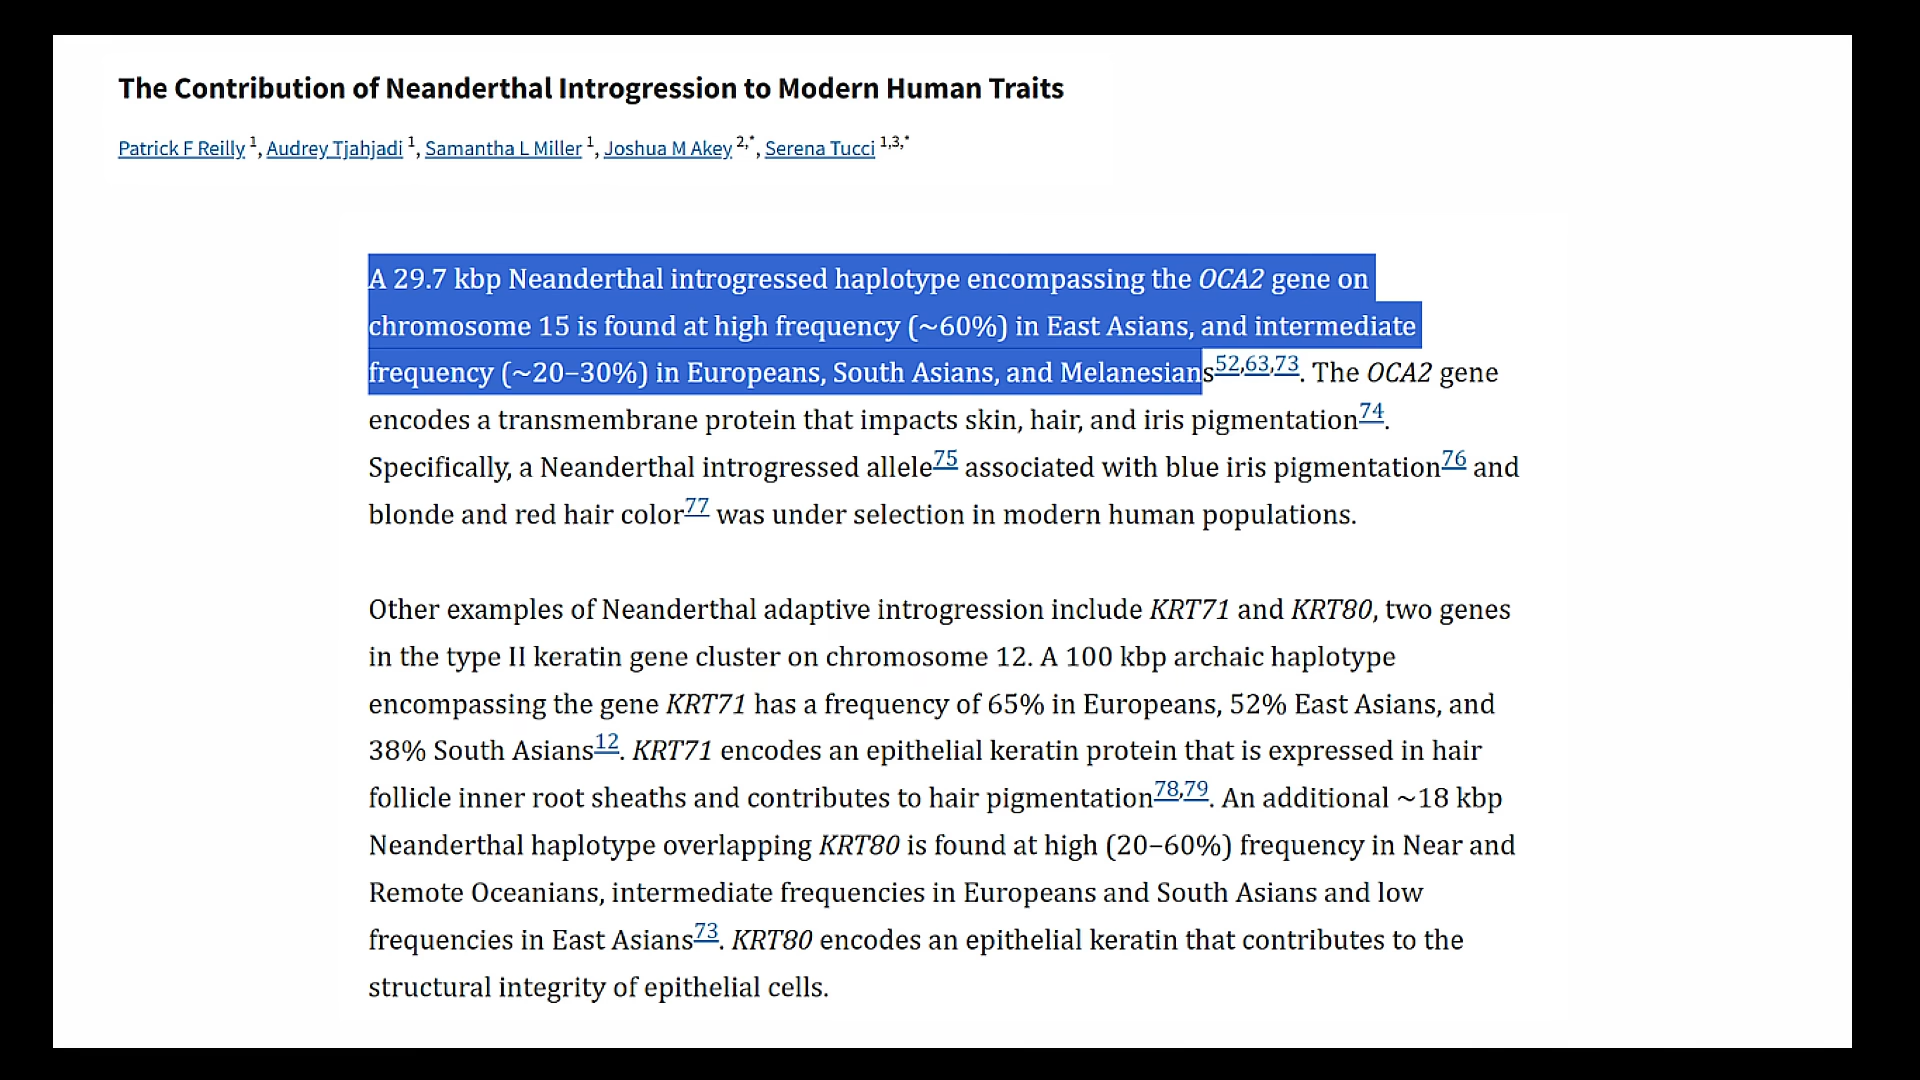 The Contribution of Neanderthal Introgression to Modern Human Traits
Patrick F Reilly 1, Audrey Tjahjadi 1, Samantha L Miller 1, Joshua M Akey 2,*, Serena Tucci 1,3,*
A 29.7 kbp Neanderthal introgressed haplotype encompassing the OCA2 gene on
chromosome 15 is found at high frequency (~60%) in East Asians, and intermediate
frequency (~20–30%) in Europeans, South Asians, and Melanesians52,63,73. The OCA2 gene
encodes a transmembrane protein that impacts skin, hair, and iris pigmentation74.
Specifically, a Neanderthal introgressed allele75 associated with blue iris pigmentation76 and
blonde and red hair color77 was under selection in modern human populations.
Other examples of Neanderthal adaptive introgression include KRT71 and KRT80, two genes
in the type II keratin gene cluster on chromosome 12. A 100 kbp archaic haplotype
encompassing the gene KRT71 has a frequency of 65% in Europeans, 52% East Asians, and
38% South Asians12. KRT71 encodes an epithelial keratin protein that is expressed in hair
follicle inner root sheaths and contributes to hair pigmentation78,79. An additional ~18 kbp
Neanderthal haplotype overlapping KRT80 is found at high (20–60%) frequency in Near and
Remote Oceanians, intermediate frequencies in Europeans and South Asians and low
frequencies in East Asians73. KRT80 encodes an epithelial keratin that contributes to the
structural integrity of epithelial cells.